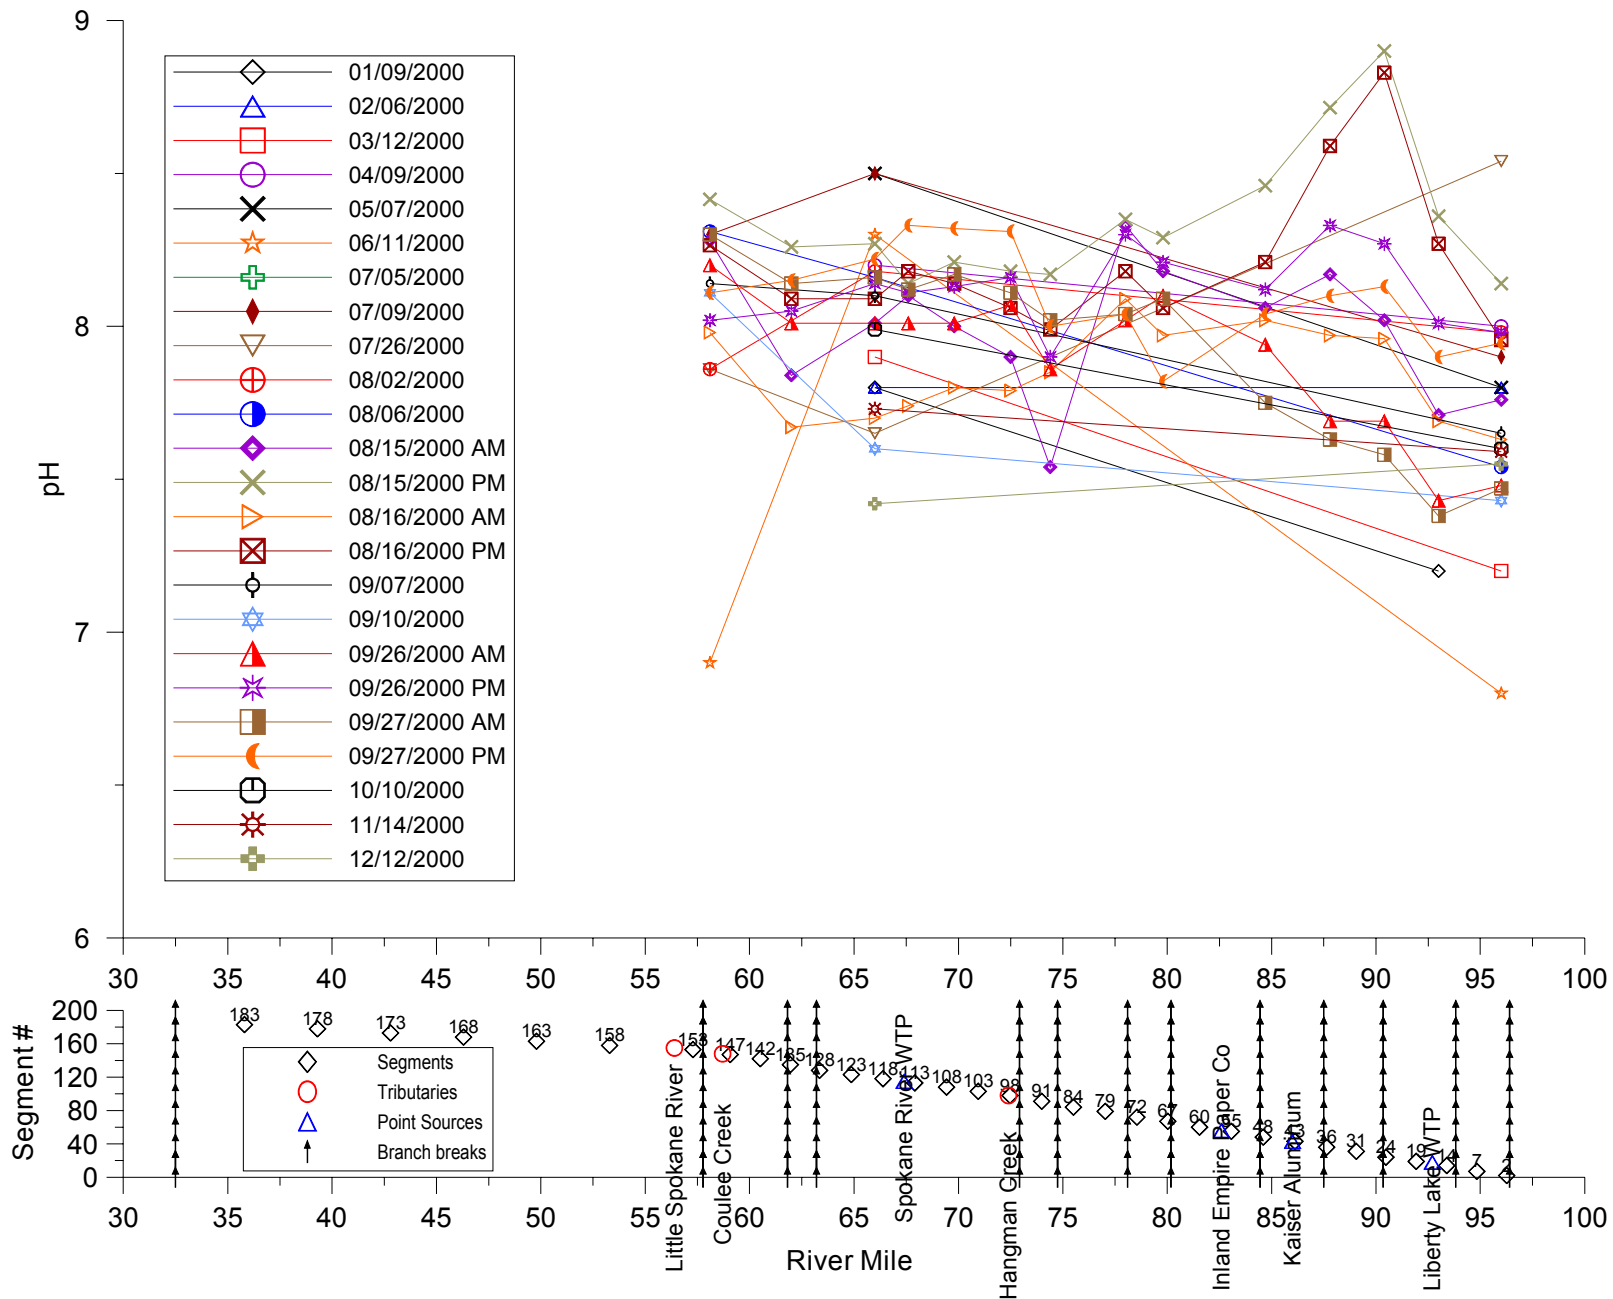 9
8
7
6
pH
01/09/2000
02/06/2000
03/12/2000
04/09/2000
05/07/2000
06/11/2000
07/05/2000
07/09/2000
07/26/2000
08/02/2000
08/06/2000
08/15/2000 AM
08/15/2000 PM
08/16/2000 AM
08/16/2000 PM
09/07/2000
09/10/2000
09/26/2000 AM
09/26/2000 PM
09/27/2000 AM
09/27/2000 PM
10/10/2000
11/14/2000
12/12/2000
30 35 40 45 50 55 60 65 70 75 80 85 90 95 100
Segment #
200
160
120
80
40
0
183 178 173 168 163 158 153 147 142 135 128 123 118 113 108 103 98 91 84 79 72 67 60 55 48 43 36 31 24 19 14 7 2
Segments
Tributaries
Point Sources
Branch breaks
Little Spokane River
Coulee Creek
Spokane River WTP
Hangman Creek
Inland Empire Paper Co
Kaiser Aluminum
Liberty Lake WTP
30 35 40 45 50 55 60 65 70 75 80 85 90 95 100
River Mile